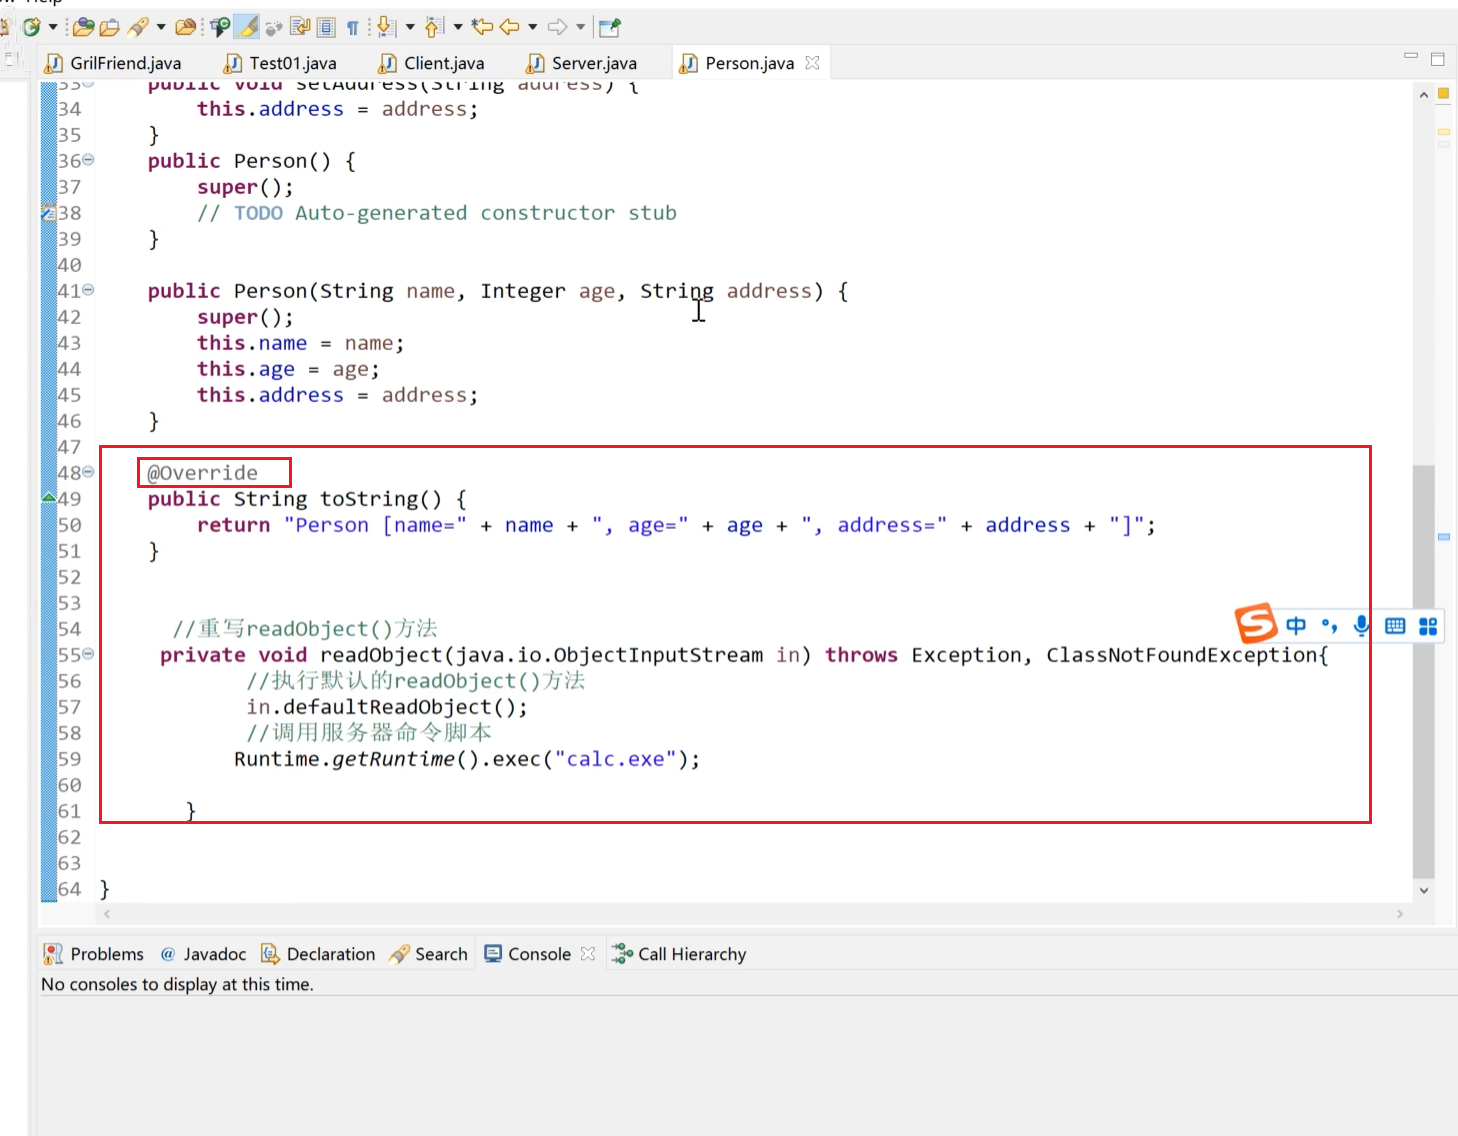 Help
GrilFriend.java Test01.java Client.java Server.java Person.java
33 public void setAddress(String address) {
34 this.address = address;
35 }
36 public Person() {
37 super();
38 // TODO Auto-generated constructor stub
39 }
40
41 public Person(String name, Integer age, String address) {
42 super();
43 this.name = name;
44 this.age = age;
45 this.address = address;
46 }
47
48 @Override
49 public String toString() {
50 return "Person [name=" + name + ", age=" + age + ", address=" + address + "]";
51 }
52
53
54 //重写readObject()方法
55 private void readObject(java.io.ObjectInputStream in) throws Exception, ClassNotFoundException{
56 //执行默认的readObject()方法
57 in.defaultReadObject();
58 //调用服务器命令脚本
59 Runtime.getRuntime().exec("calc.exe");
60
61 }
62
63
64 }
S 中
Problems @ Javadoc Declaration Search Console Call Hierarchy
No consoles to display at this time.